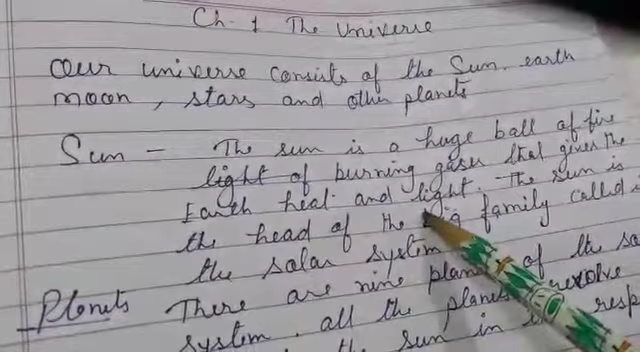 Ch. 1 The Universe
Our universe consists of the Sun, earth
moon, stars and other planets
Sun - The sun is a huge ball of fire
light of burning gases that gives the
Earth heat and light. The sun is
the head of the family called
the solar system
Planets There are nine of the
system. all the planets revolve
the sun in